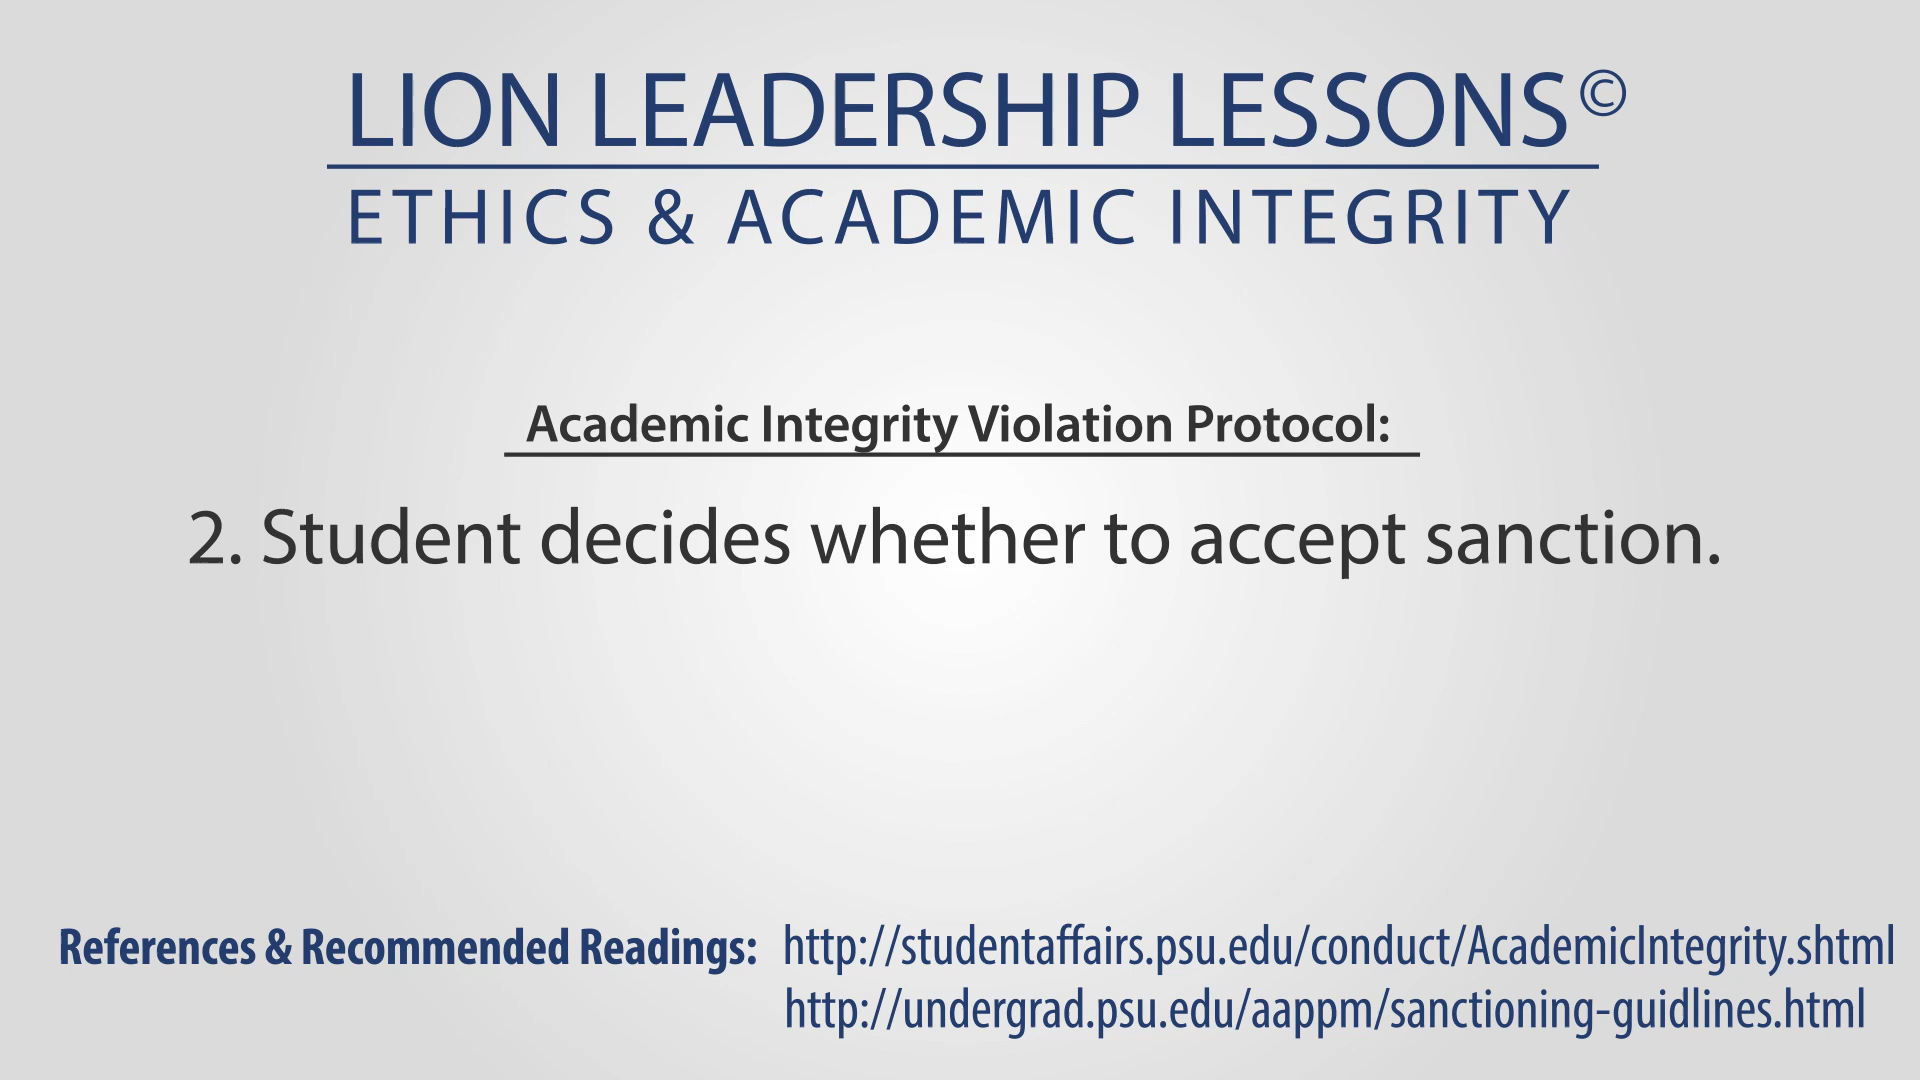 LION LEADERSHIP LESSONS©
ETHICS & ACADEMIC INTEGRITY
Academic Integrity Violation Protocol:
2. Student decides whether to accept sanction.
References & Recommended Readings: http://studentaffairs.psu.edu/conduct/AcademicIntegrity.shtml
http://undergrad.psu.edu/aappm/sanctioning-guidlines.html